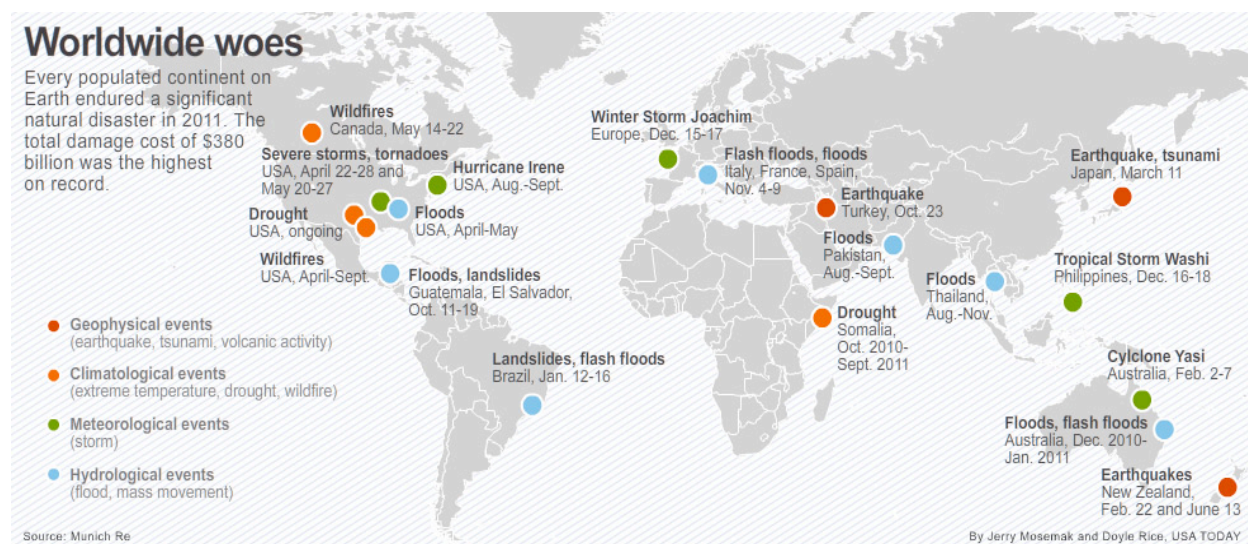 Worldwide woes
Every populated continent on
Earth endured a significant
natural disaster in 2011. The
total damage cost of $380
billion was the highest
on record.
Wildfires
Canada, May 14-22
Severe storms, tornadoes
USA, April 22-28 and
May 20-27
Hurricane Irene
USA, Aug.-Sept.
Drought
USA, ongoing
Floods
USA, April-May
Wildfires
USA, April-Sept.
Floods, landslides
Guatemala, El Salvador,
Oct. 11-19
Landslides, flash floods
Brazil, Jan. 12-16
Winter Storm Joachim
Europe, Dec. 15-17
Flash floods, floods
Italy, France, Spain,
Nov. 4-9
Earthquake
Turkey, Oct. 23
Floods
Pakistan,
Aug.-Sept.
Drought
Somalia,
Oct. 2010-
Sept. 2011
Earthquake, tsunami
Japan, March 11
Floods
Thailand,
Aug.-Nov.
Tropical Storm Washi
Philippines, Dec. 16-18
Cylclone Yasi
Australia, Feb. 2-7
Floods, flash floods
Australia, Dec. 2010-
Jan. 2011
Earthquakes
New Zealand,
Feb. 22 and June 13
Geophysical events
(earthquake, tsunami, volcanic activity)
Climatological events
(extreme temperature, drought, wildfire)
Meteorological events
(storm)
Hydrological events
(flood, mass movement)
Source: Munich Re
By Jerry Mosemak and Doyle Rice, USA TODAY